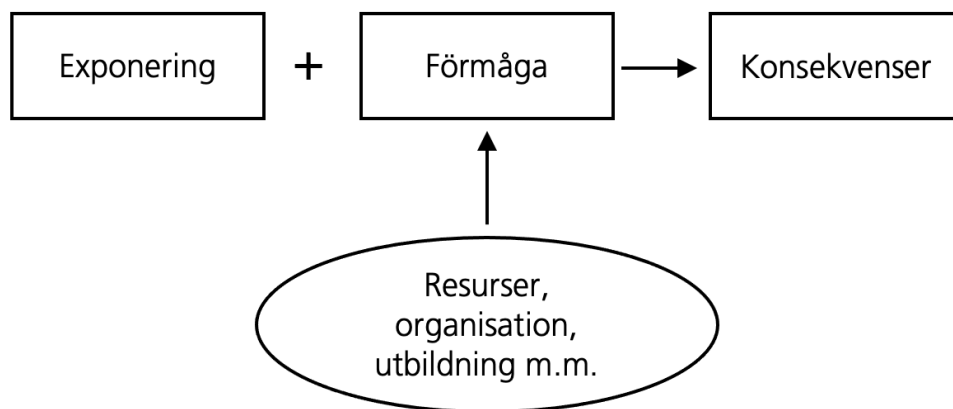 Exponering + Förmåga Konsekvenser
Resurser,
organisation,
utbildning m.m.